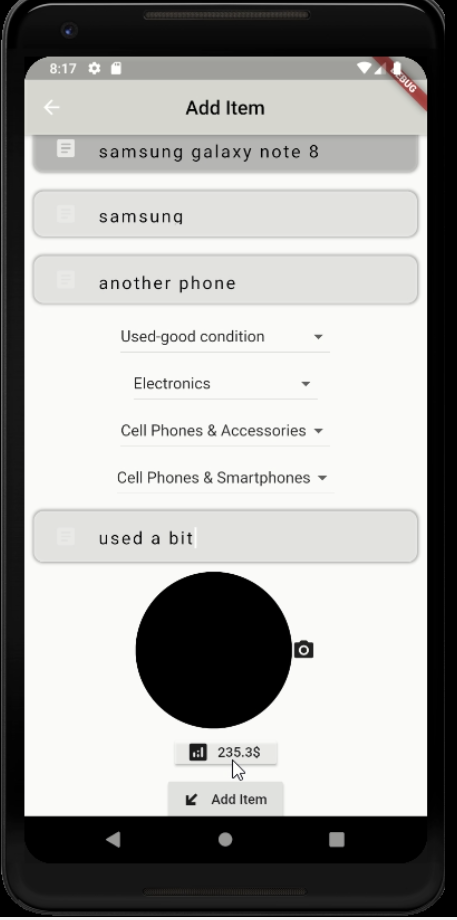 8:17
DEBUG
Add Item
samsung galaxy note 8
samsung
another phone
Used-good condition
Electronics
Cell Phones & Accessories
Cell Phones & Smartphones
used a bit
235.3$
Add Item